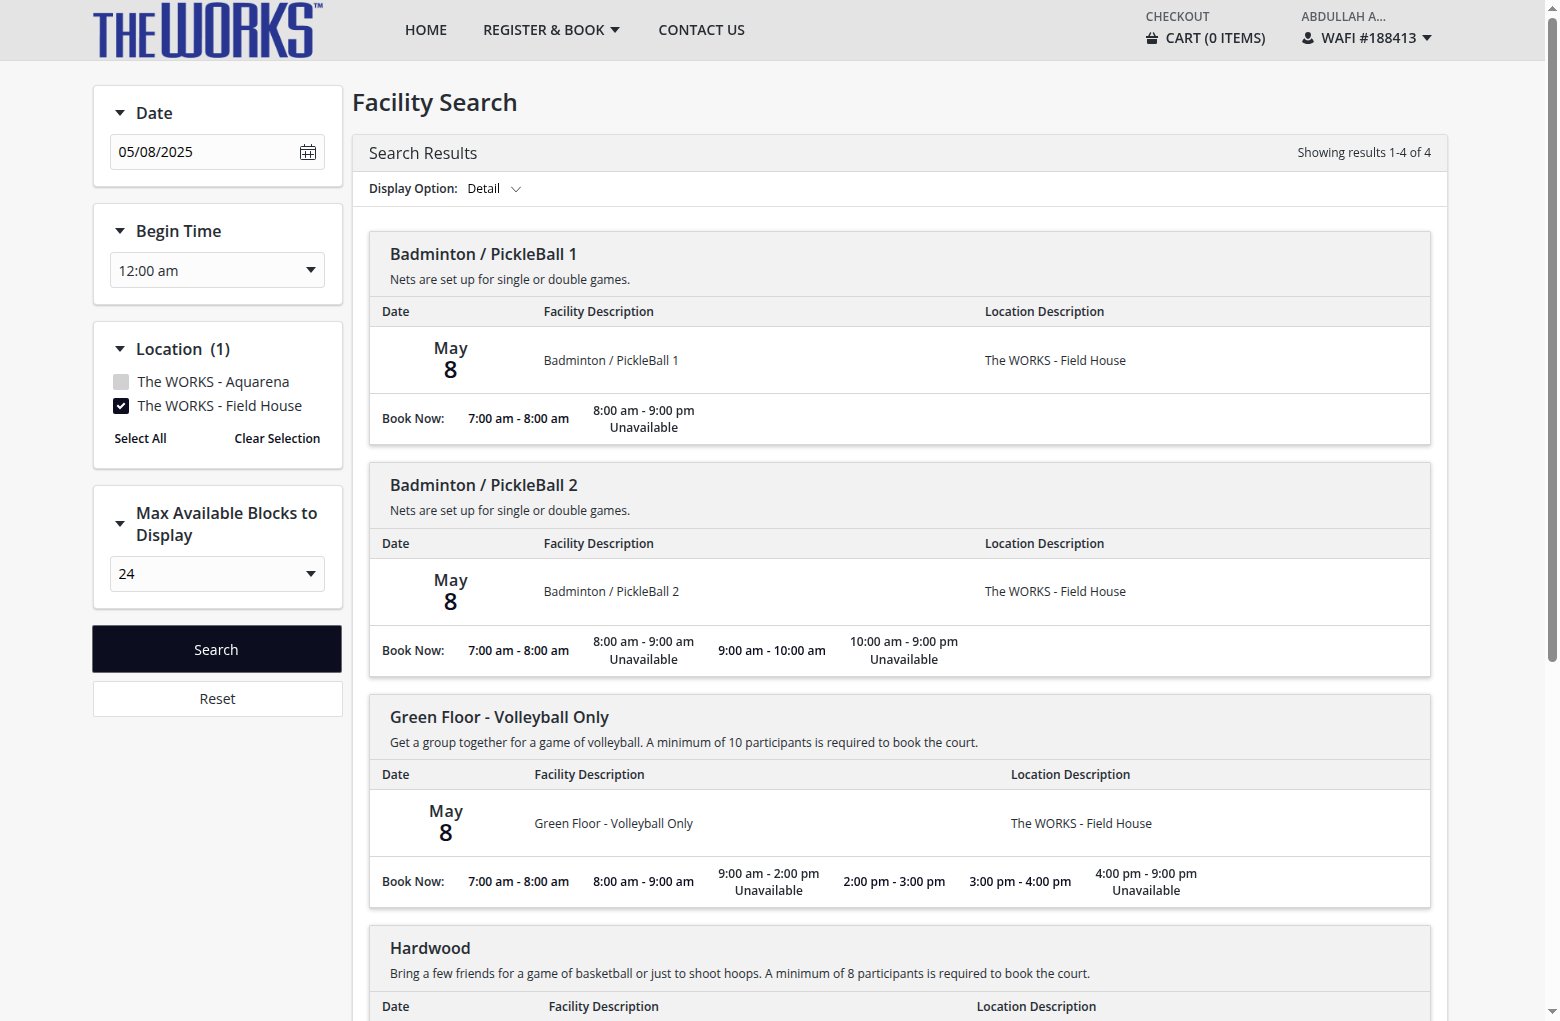 THE WORKS™
HOME
REGISTER & BOOK
CONTACT US
CHECKOUT
CART (0 ITEMS)
ABDULLAH A...
WAFI #188413
Date
05/08/2025
Begin Time
12:00 am
Location (1)
The WORKS - Aquarena
The WORKS - Field House
Select All
Clear Selection
Max Available Blocks to
Display
24
Search
Reset
Facility Search
Search Results
Showing results 1-4 of 4
Display Option: Detail
Badminton / PickleBall 1
Nets are set up for single or double games.
Date Facility Description Location Description
May
8
Badminton / PickleBall 1
The WORKS - Field House
Book Now:
7:00 am - 8:00 am
8:00 am - 9:00 pm
Unavailable
Badminton / PickleBall 2
Nets are set up for single or double games.
Date Facility Description Location Description
May
8
Badminton / PickleBall 2
The WORKS - Field House
Book Now:
7:00 am - 8:00 am
8:00 am - 9:00 am
Unavailable
9:00 am - 10:00 am
10:00 am - 9:00 pm
Unavailable
Green Floor - Volleyball Only
Get a group together for a game of volleyball. A minimum of 10 participants is required to book the court.
Date Facility Description Location Description
May
8
Green Floor - Volleyball Only
The WORKS - Field House
Book Now:
7:00 am - 8:00 am
8:00 am - 9:00 am
9:00 am - 2:00 pm
Unavailable
2:00 pm - 3:00 pm
3:00 pm - 4:00 pm
4:00 pm - 9:00 pm
Unavailable
Hardwood
Bring a few friends for a game of basketball or just to shoot hoops. A minimum of 8 participants is required to book the court.
Date Facility Description Location Description